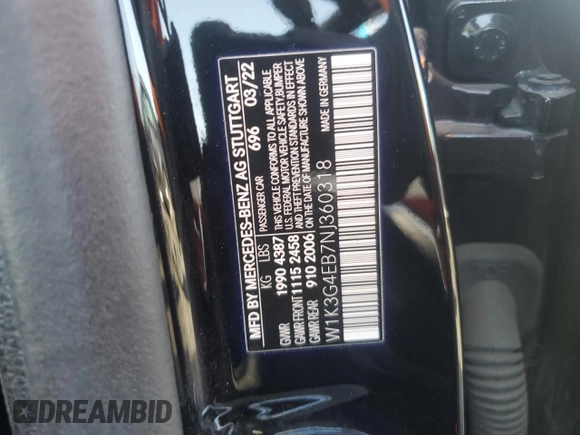 MFD BY MERCEDES-BENZ AG STUTTGART
PASSENGER CAR 696 03/22
KG LBS
GVWR 1990 4387
GAWR FRONT 1115 2458
GAWR REAR 910 2006
THIS VEHICLE CONFORMS TO ALL APPLICABLE
U.S. FEDERAL MOTOR VEHICLE SAFETY, BUMPER
AND THEFT PREVENTION STANDARDS IN EFFECT
ON THE DATE OF MANUFACTURE SHOWN ABOVE
W1K3G4EB7NJ360318
MADE IN GERMANY
DREAMBID